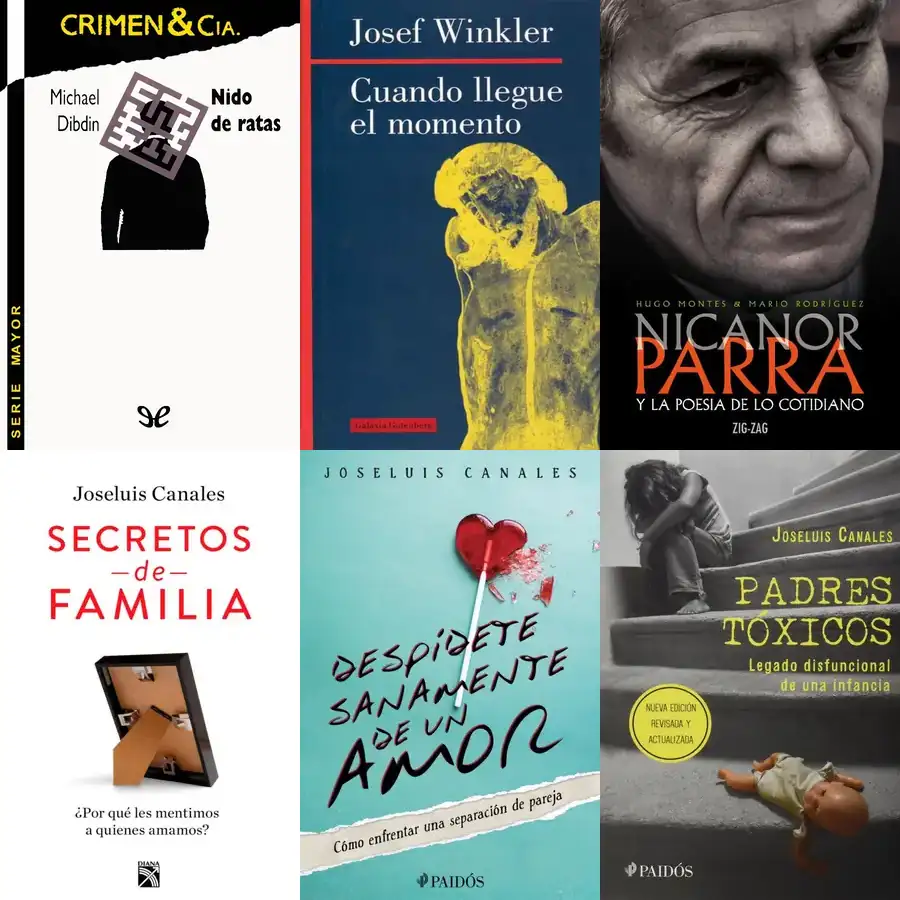 CRIMEN & CIA.
Michael
Dibdin
Nido
de ratas
SERIE MAYOR
Josef Winkler
Cuando llegue
el momento
Galaxia Gutenberg
HUGO MONTES & MARIO RODRÍGUEZ
NICANOR
PARRA
Y LA POESIA DE LO COTIDIANO
ZIG-ZAG
Joseluis Canales
SECRETOS
—de—
FAMILIA
¿Por qué les mentimos
a quienes amamos?
DIANA
JOSELUIS CANALES
DESPÍDETE
SANAMENTE
DE UN
AMOR
Cómo enfrentar una separación de pareja
PAIDÓS
JOSELUIS CANALES
PADRES
TÓXICOS
Legado disfuncional
de una infancia
NUEVA EDICIÓN
REVISADA Y
ACTUALIZADA
PAIDÓS